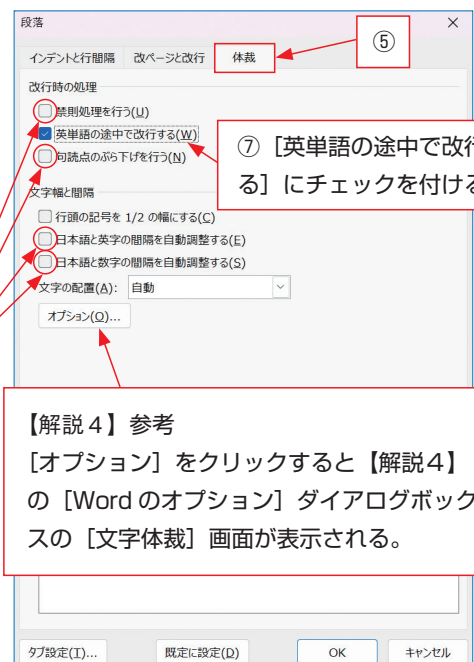 段落
インデントと行間隔 改ページと改行 体裁
⑤
改行時の処理
禁則処理を行う(U)
英単語の途中で改行する(W)
句読点のぶら下げを行う(N)
⑦［英単語の途中で改行
る］にチェックを付ける
文字幅と間隔
行頭の記号を 1/2 の幅にする(C)
日本語と英字の間隔を自動調整する(E)
日本語と数字の間隔を自動調整する(S)
文字の配置(A): 自動
オプション(O)...
【解説４】参考
［オプション］をクリックすると【解説４】
の［Word のオプション］ダイアログボック
スの［文字体裁］画面が表示される。
タブ設定(T)... 既定に設定(D) OK キャンセル